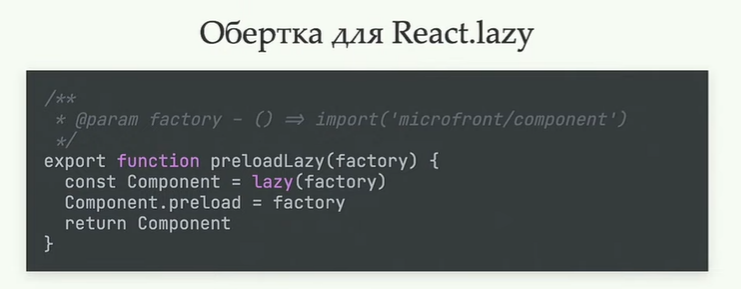 Обертка для React.lazy
/**
 * @param factory - () => import('microfront/component')
 */
export function preloadLazy(factory) {
  const Component = lazy(factory)
  Component.preload = factory
  return Component
}